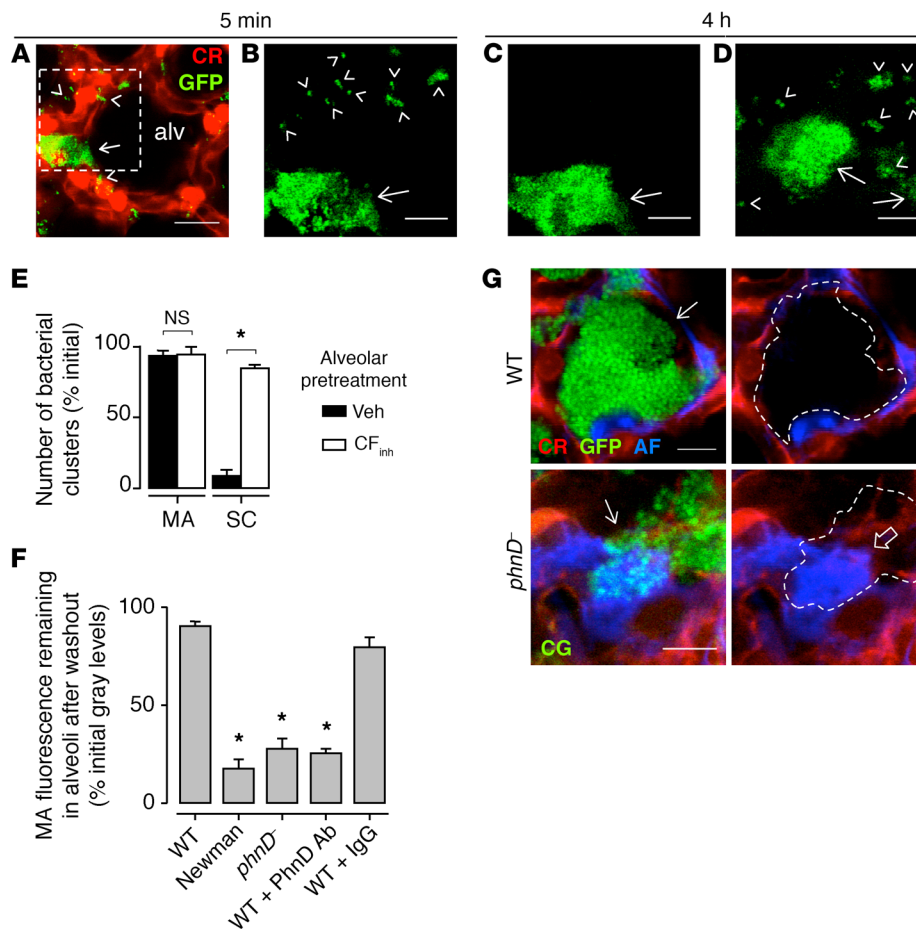 5 min
4 h
A
CR
GFP
alv
B
C
D
E
Number of bacterial
clusters (% initial)
100
50
0
NS
*
MA
SC
Alveolar
pretreatment
Veh
CFinh
F
MA fluorescence remaining
in alveoli after washout
(% initial gray levels)
100
50
0
*
*
*
WT
Newman
phnD-
WT + PhnD Ab
WT + IgG
G
WT
CR GFP AF
phnD-
CG